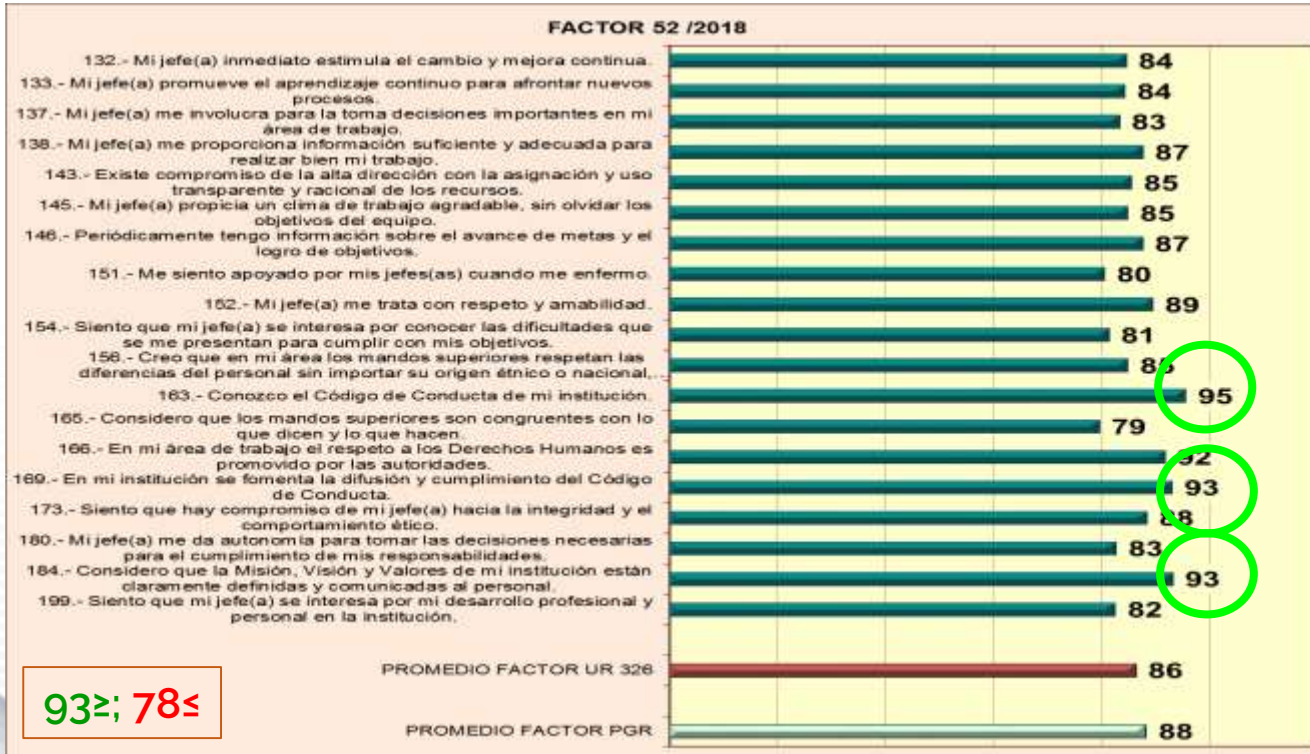 FACTOR 52 /2018
132.- Mi jefe(a) inmediato estimula el cambio y mejora continua.
84
133.- Mi jefe(a) promueve el aprendizaje continuo para afrontar nuevos
procesos.
84
137.- Mi jefe(a) me involucra para la toma decisiones importantes en mi
área de trabajo.
83
138.- Mi jefe(a) me proporciona información suficiente y adecuada para
realizar bien mi trabajo.
87
143.- Existe compromiso de la alta dirección con la asignación y uso
transparente y racional de los recursos.
85
145.- Mi jefe(a) propicia un clima de trabajo agradable, sin olvidar los
objetivos del equipo.
85
146.- Periódicamente tengo información sobre el avance de metas y el
logro de objetivos.
87
151.- Me siento apoyado por mis jefes(as) cuando me enfermo.
80
152.- Mi jefe(a) me trata con respeto y amabilidad.
89
154.- Siento que mi jefe(a) se interesa por conocer las dificultades que
se me presentan para cumplir con mis objetivos.
81
156.- Creo que en mi área los mandos superiores respetan las
diferencias del personal sin importar su origen étnico o nacional,...
163.- Conozco el Código de Conducta de mi institución.
95
165.- Considero que los mandos superiores son congruentes con lo
que dicen y lo que hacen.
79
166.- En mi área de trabajo el respeto a los Derechos Humanos es
promovido por las autoridades.
92
169.- En mi institución se fomenta la difusión y cumplimiento del Código
de Conducta.
93
173.- Siento que hay compromiso de mi jefe(a) hacia la integridad y el
comportamiento ético.
88
180.- Mi jefe(a) me da autonomía para tomar las decisiones necesarias
para el cumplimiento de mis responsabilidades.
83
184.- Considero que la Misión, Visión y Valores de mi institución están
claramente definidas y comunicadas al personal.
93
199.- Siento que mi jefe(a) se interesa por mi desarrollo profesional y
personal en la institución.
82
PROMEDIO FACTOR UR 326
86
PROMEDIO FACTOR PGR
88
93≥; 78≤